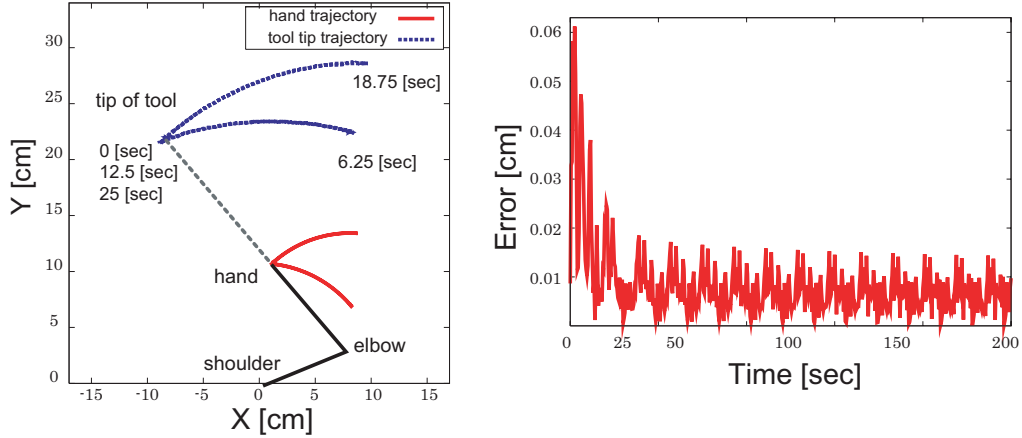 hand trajectory
tool tip trajectory
Y [cm]
30
25
20
15
10
5
0
-15
-10
-5
0
5
10
15
X [cm]
tip of tool
0 [sec]
12.5 [sec]
25 [sec]
18.75 [sec]
6.25 [sec]
hand
elbow
shoulder
Error [cm]
0.06
0.05
0.04
0.03
0.02
0.01
0
25
50
100
150
200
Time [sec]